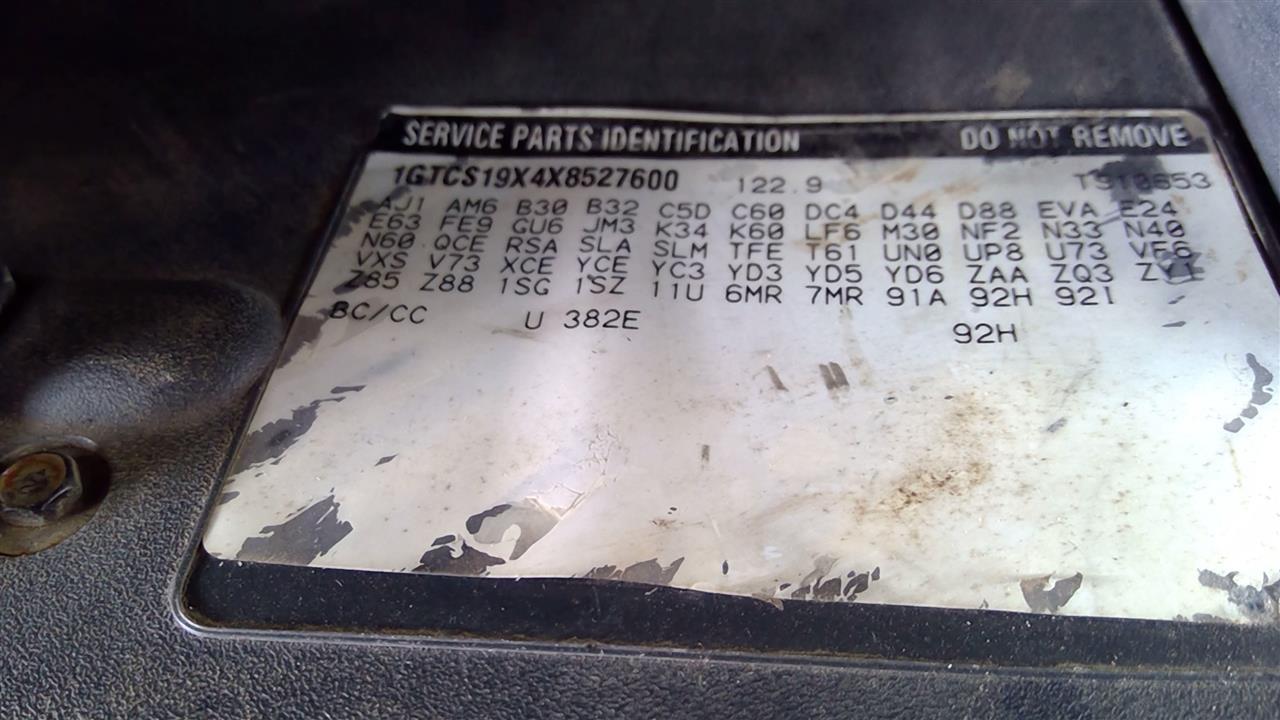 SERVICE PARTS IDENTIFICATION DO NOT REMOVE
1GTCS19X4X8527600 122.9 TST0653
AJ1 AM6 B30 B32 C5D C60 DC4 D44 D88 EVA E24
E63 FE9 GU6 JM3 K34 K60 LF6 M30 NF2 N33 N40
N60 QCE RSA SLA SLM TFE T61 UN0 UP8 U73 VF6
VXS V73 XCE YCE YC3 YD3 YD5 YD6 ZAA ZQ3
Z85 Z88 1SG 1SZ 11U 6MR 7MR 91A 92H 92I
BC/CC U 382E 92H